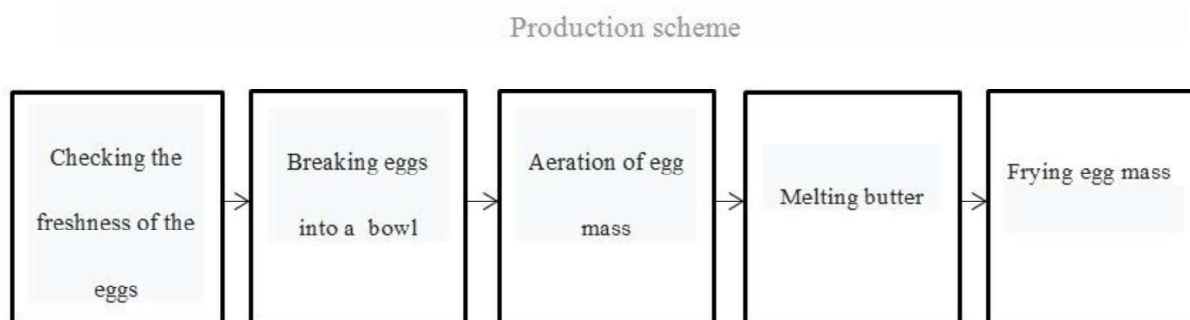 Production scheme
Checking the
freshness of the
eggs
Breaking eggs
into a bowl
Aeration of egg
mass
Melting butter
Frying egg mass